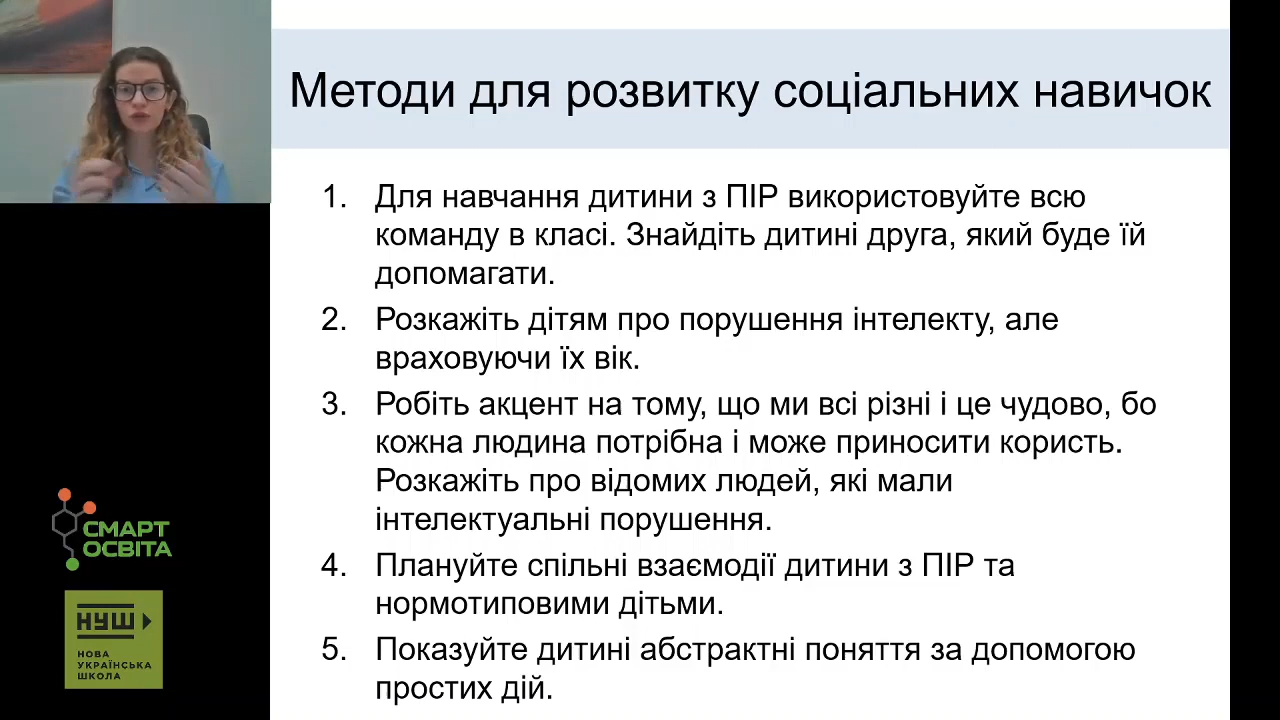 Методи для розвитку соціальних навичок
1. Для навчання дитини з ПІР використовуйте всю
команду в класі. Знайдіть дитині друга, який буде їй
допомагати.
2. Розкажіть дітям про порушення інтелекту, але
враховуючи їх вік.
3. Робіть акцент на тому, що ми всі різні і це чудово, бо
кожна людина потрібна і може приносити користь.
Розкажіть про відомих людей, які мали
інтелектуальні порушення.
4. Плануйте спільні взаємодії дитини з ПІР та
нормотиповими дітьми.
5. Показуйте дитині абстрактні поняття за допомогою
простих дій.
СМАРТ
ОСВІТА
НУШ
НОВА
УКРАЇНСЬКА
ШКОЛА